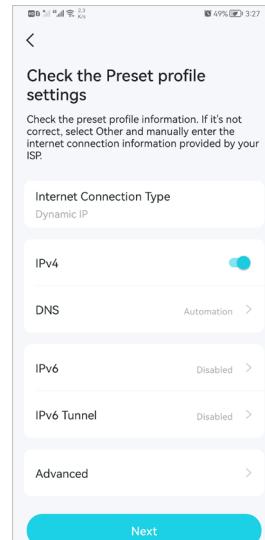 2.3
K/s
49% 3:27
Check the Preset profile
settings
Check the preset profile information. If it's not
correct, select Other and manually enter the
internet connection information provided by your
ISP.
Internet Connection Type
Dynamic IP
IPv4
DNS Automation
IPv6 Disabled
IPv6 Tunnel Disabled
Advanced
Next